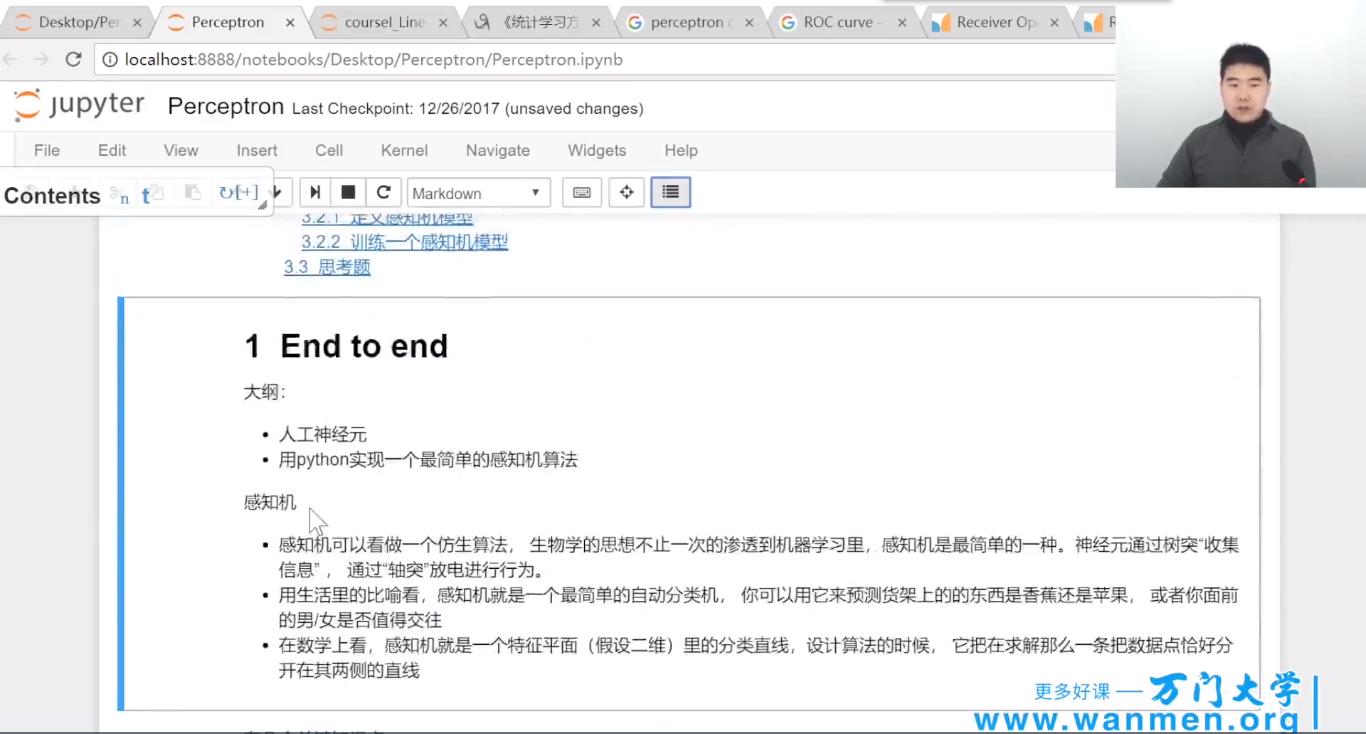 Desktop/Per
Perceptron
coursel_Line
《统计学习方
perceptron
ROC curve -
Receiver Op
localhost:8888/notebooks/Desktop/Perceptron/Perceptron.ipynb
jupyter Perceptron Last Checkpoint: 12/26/2017 (unsaved changes)
File Edit View Insert Cell Kernel Navigate Widgets Help
Contents n t [+] Markdown
3.2.1 定义感知机模型
3.2.2 训练一个感知机模型
3.3 思考题
1 End to end
大纲：
人工神经元
用python实现一个最简单的感知机算法
感知机
感知机可以看做一个仿生算法， 生物学的思想不止一次的渗透到机器学习里，感知机是最简单的一种。神经元通过树突“收集
信息” ， 通过“轴突”放电进行行为。
用生活里的比喻看，感知机就是一个最简单的自动分类机， 你可以用它来预测货架上的的东西是香蕉还是苹果， 或者你面前
的男/女是否值得交往
在数学上看，感知机就是一个特征平面（假设二维）里的分类直线，设计算法的时候， 它把在求解那么一条把数据点恰好分
开在其两侧的直线
更多好课 — 万门大学
www.wanmen.org